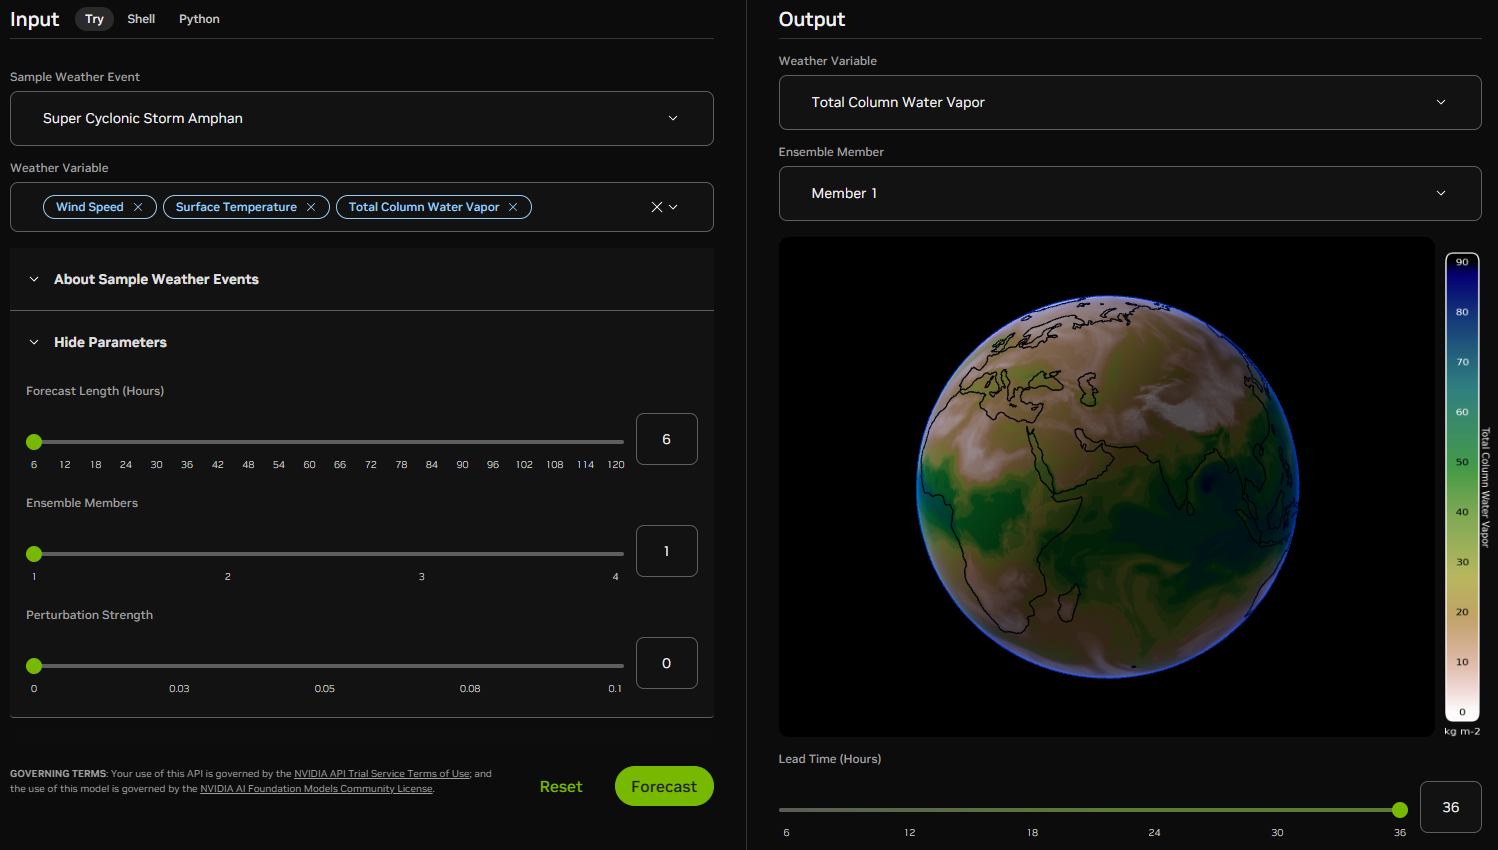 Input
Try
Shell
Python
Sample Weather Event
Super Cyclonic Storm Amphan
Weather Variable
Wind Speed
Surface Temperature
Total Column Water Vapor
About Sample Weather Events
Hide Parameters
Forecast Length (Hours)
6
6 12 18 24 30 36 42 48 54 60 66 72 78 84 90 96 102 108 114 120
Ensemble Members
1
1 2 3 4
Perturbation Strength
0
0 0.03 0.05 0.08 0.1
GOVERNING TERMS: Your use of this API is governed by the NVIDIA API Trial Service Terms of Use; and
the use of this model is governed by the NVIDIA AI Foundation Models Community License.
Reset
Forecast
Output
Weather Variable
Total Column Water Vapor
Ensemble Member
Member 1
90
80
70
60
50
40
30
20
10
0
Total Column Water Vapor
kg m-2
Lead Time (Hours)
36
6 12 18 24 30 36